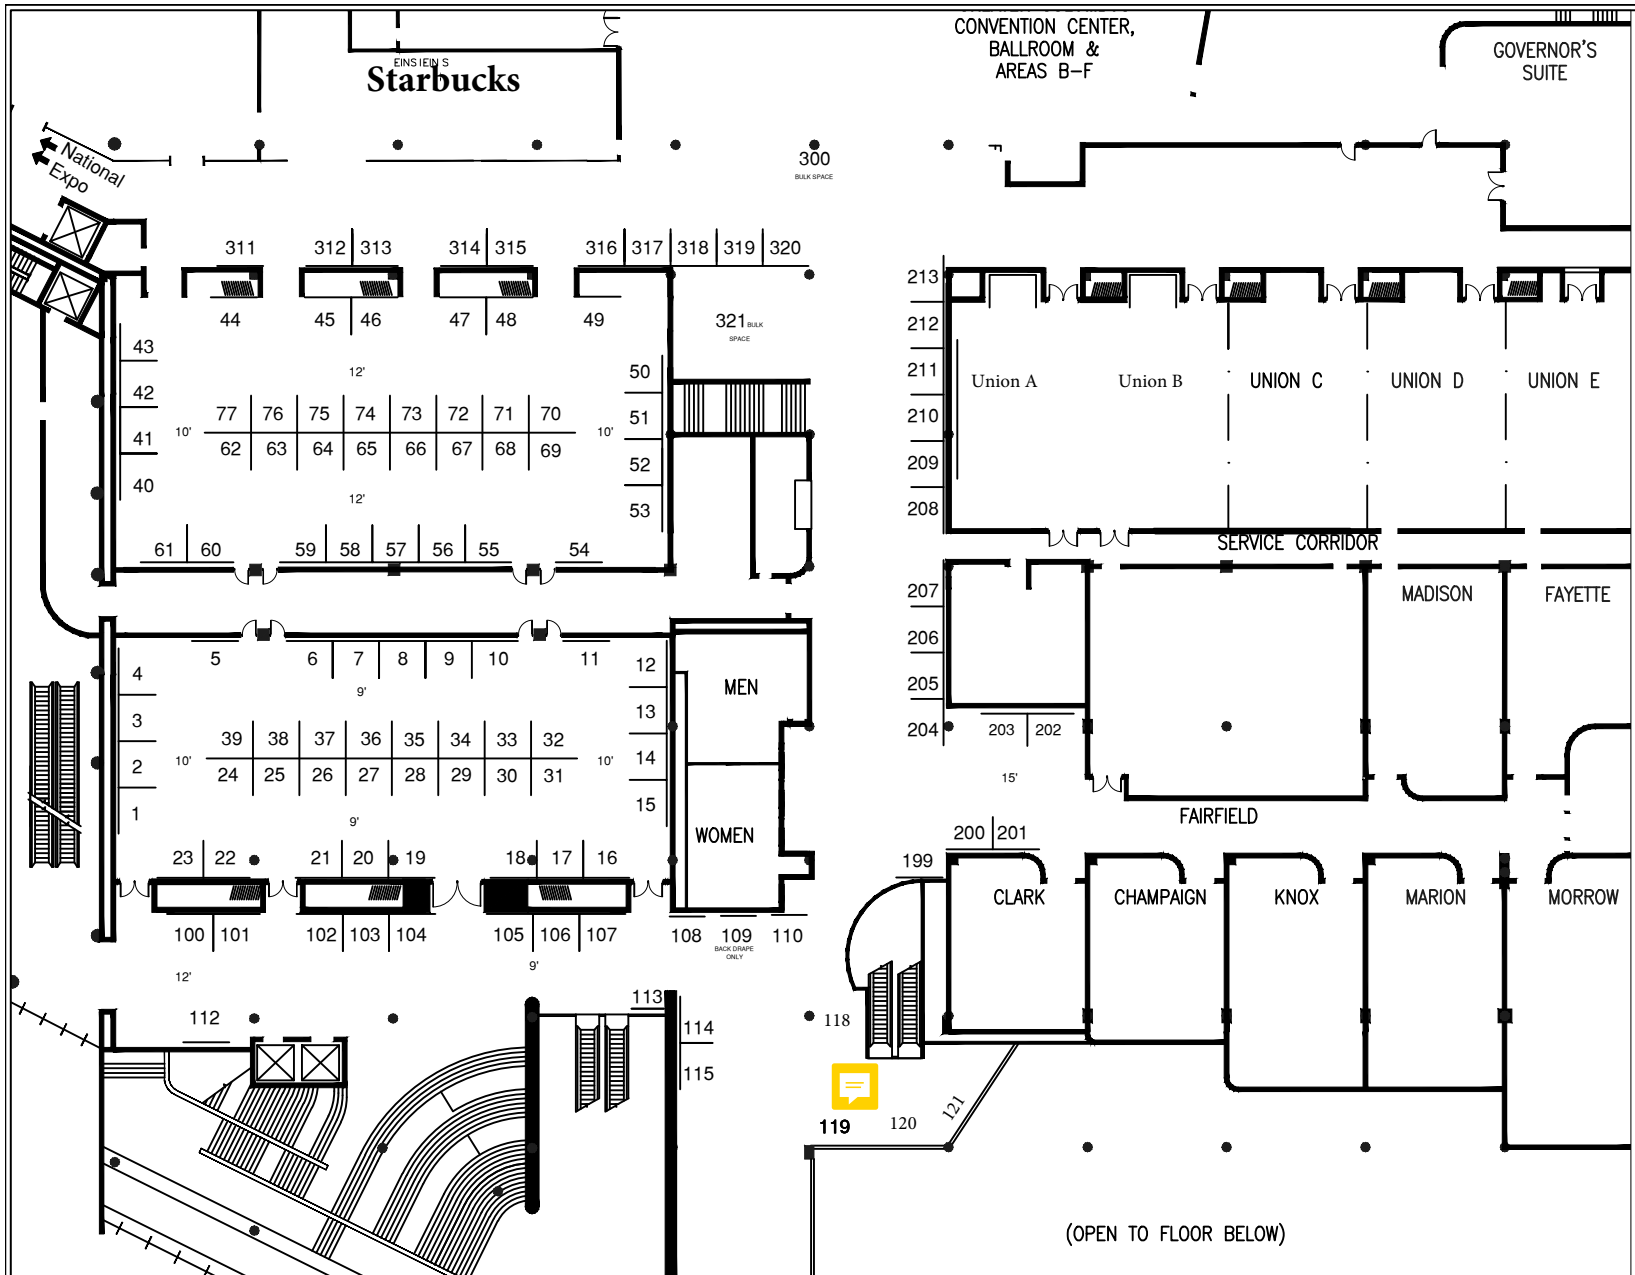 CONVENTION CENTER,
BALLROOM &
AREAS B-F
GOVERNOR'S
SUITE
Starbucks
National
Expo
300
BULK SPACE
311 312 313 314 315 316 317 318 319 320
213
44 45 46 47 48 49
321 BULK
SPACE
212
43
12'
50
211
Union A Union B UNION C UNION D UNION E
42
77 76 75 74 73 72 71 70
51
210
10'
10'
41
62 63 64 65 66 67 68 69
52
209
40
12'
53
208
61 60 59 58 57 56 55 54
SERVICE CORRIDOR
207
MADISON FAYETTE
206
5 6 7 8 9 10 11
12
4
9'
MEN
205
3
13
39 38 37 36 35 34 33 32
204 203 202
2
10'
10'
14
24 25 26 27 28 29 30 31
15'
1
9'
15
WOMEN
FAIRFIELD
200 201
23 22 21 20 19 18 17 16
199
CLARK CHAMPAIGN KNOX MARION MORROW
100 101 102 103 104 105 106 107 108 109 110
BACK DRAPE
ONLY
12'
9'
113
112
114
118
115
119 120 121
(OPEN TO FLOOR BELOW)